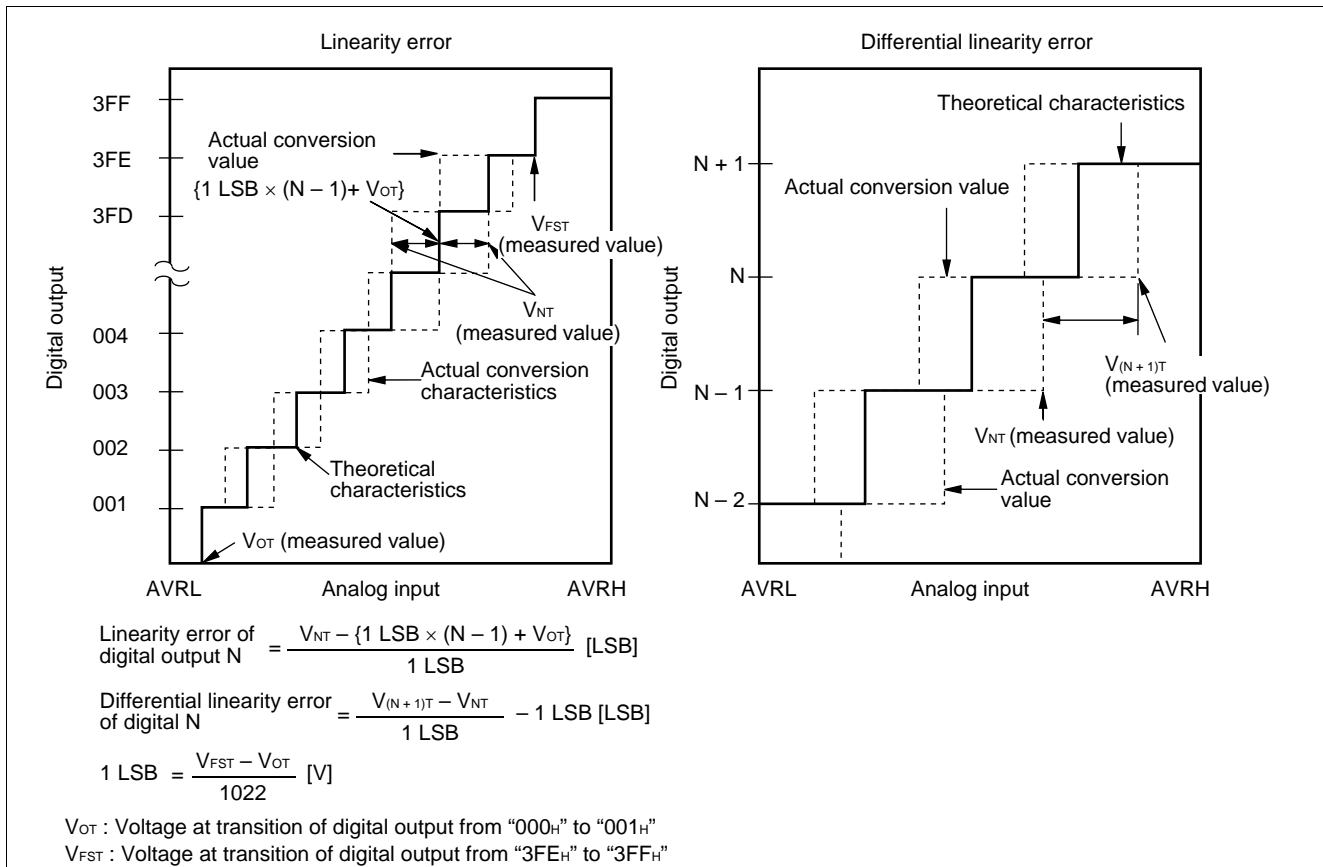 Linearity error
3FF
3FE
3FD
004
003
002
001
Digital output
Actual conversion
value
{1 LSB × (N – 1)+ VOT}
VFST
(measured value)
VNT
(measured value)
Actual conversion
characteristics
Theoretical
characteristics
VOT (measured value)
AVRL
Analog input
AVRH
Differential linearity error
N + 1
N
N – 1
N – 2
Digital output
Theoretical characteristics
Actual conversion value
V(N + 1)T
(measured value)
VNT (measured value)
Actual conversion
value
AVRL
Analog input
AVRH
Linearity error of
digital output N
= VNT – {1 LSB × (N – 1) + VOT}
1 LSB
[LSB]
Differential linearity error
of digital N
= V(N + 1)T – VNT
1 LSB
– 1 LSB [LSB]
1 LSB = VFST – VOT
1022
[V]
VOT : Voltage at transition of digital output from “000H” to “001H”
VFST : Voltage at transition of digital output from “3FEH” to “3FFH”